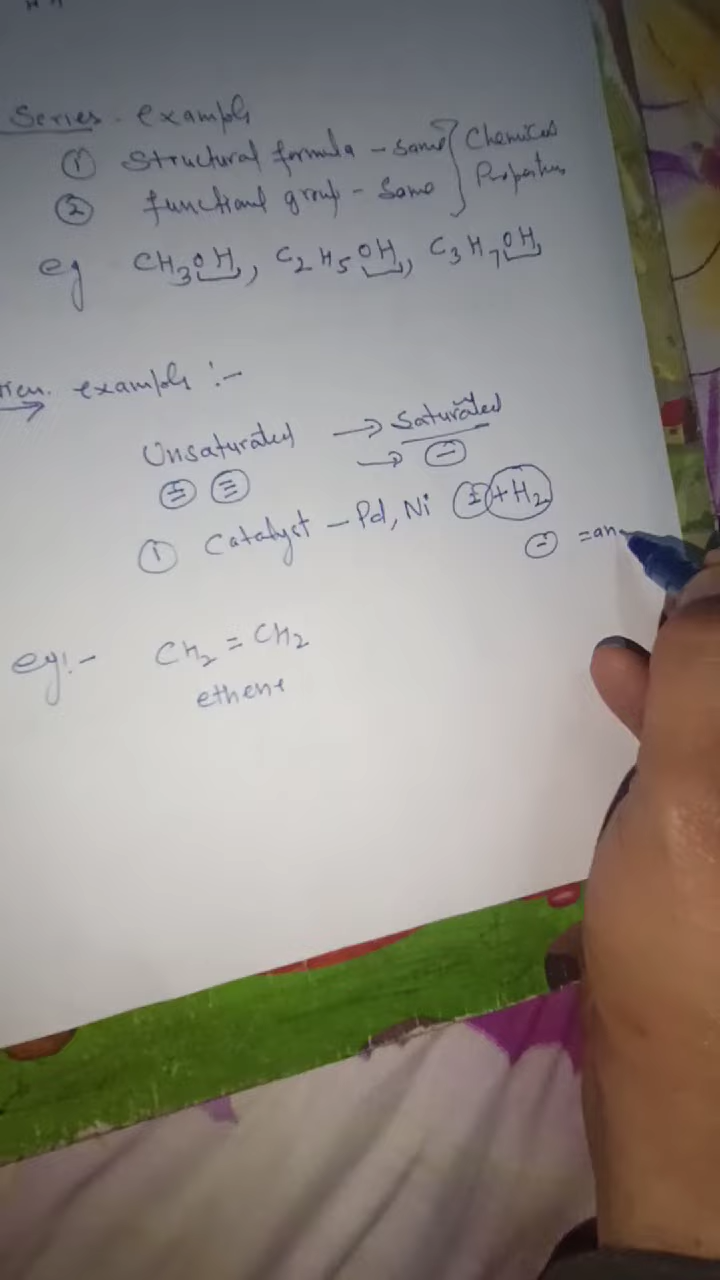 Series - example
① Structural formula - same } Chemical
② functional group - same } Properties
eg CH3OH, C2H5OH, C3H7OH
example :-
Unsaturated → Saturated
→ (-)
① Catalyst - Pd, Ni + H2
(-) = an
eg:- CH2 = CH2
ethene